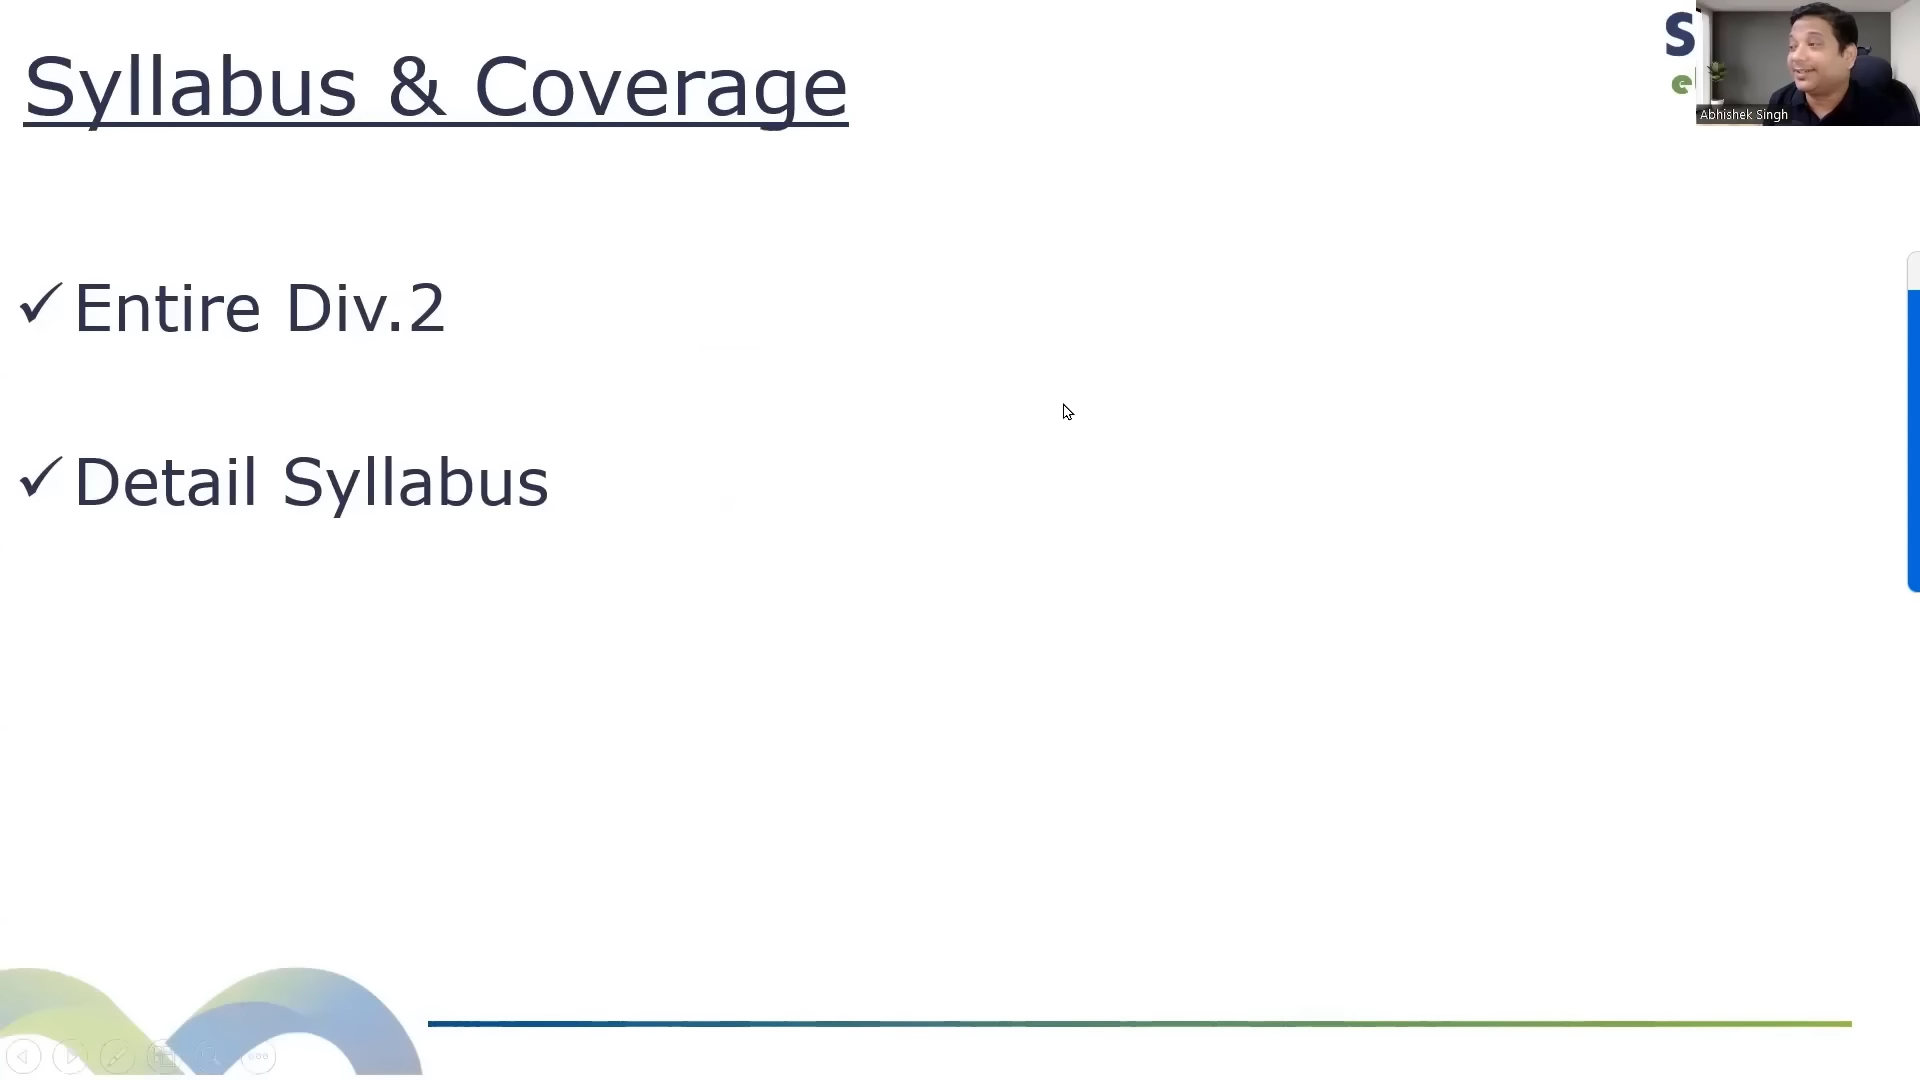 Syllabus & Coverage
Abhishek Singh
✓ Entire Div.2
✓ Detail Syllabus